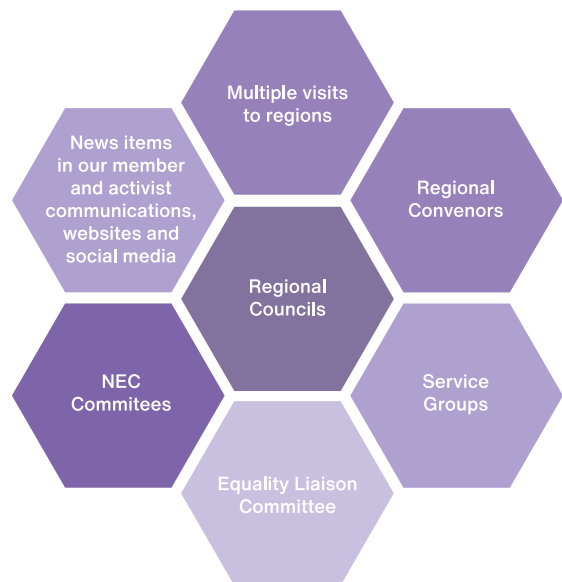 Multiple visits
to regions
News items
in our member
and activist
communications,
websites and
social media
Regional
Convenors
Regional
Councils
NEC
Commitees
Service
Groups
Equality Liaison
Committee